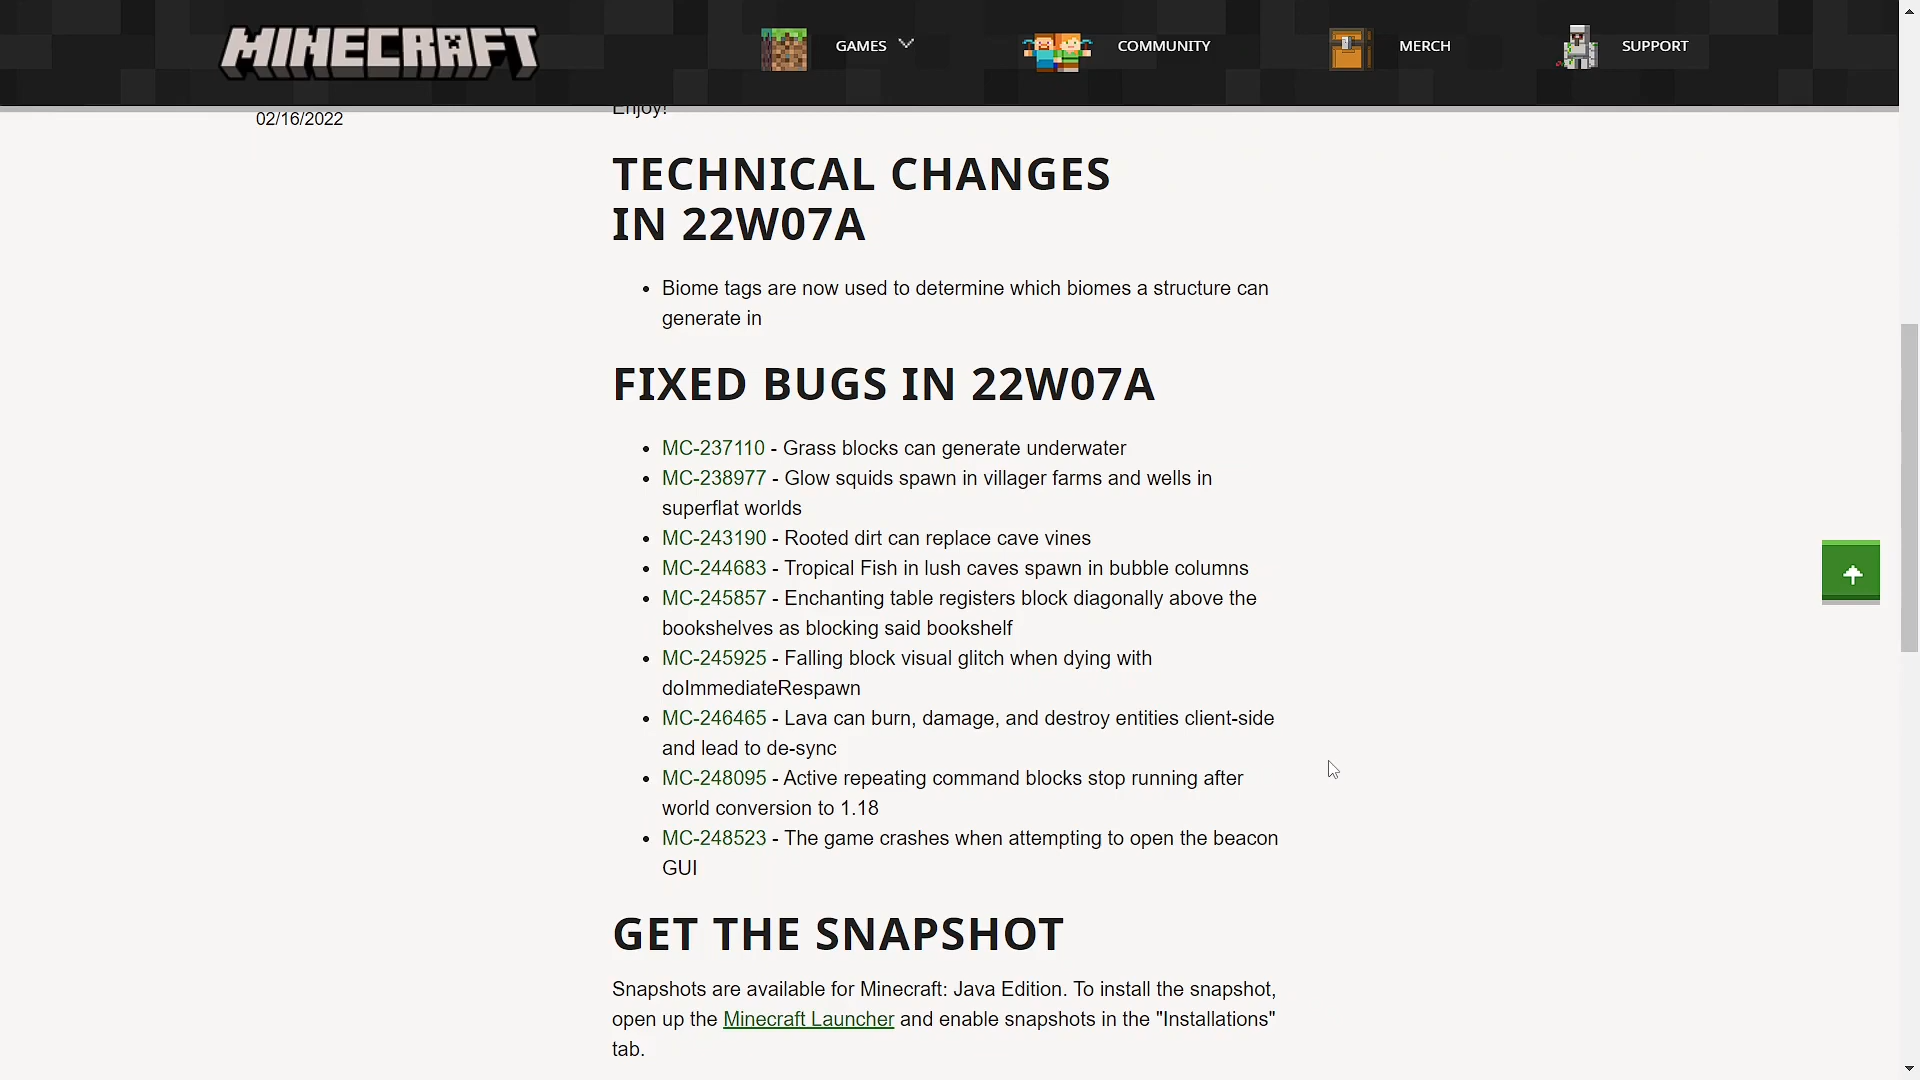 MINECRAFT
GAMES
COMMUNITY
MERCH
SUPPORT
02/16/2022
Enjoy!
TECHNICAL CHANGES
IN 22W07A
• Biome tags are now used to determine which biomes a structure can
generate in
FIXED BUGS IN 22W07A
• MC-237110 - Grass blocks can generate underwater
• MC-238977 - Glow squids spawn in villager farms and wells in
superflat worlds
• MC-243190 - Rooted dirt can replace cave vines
• MC-244683 - Tropical Fish in lush caves spawn in bubble columns
• MC-245857 - Enchanting table registers block diagonally above the
bookshelves as blocking said bookshelf
• MC-245925 - Falling block visual glitch when dying with
doImmediateRespawn
• MC-246465 - Lava can burn, damage, and destroy entities client-side
and lead to de-sync
• MC-248095 - Active repeating command blocks stop running after
world conversion to 1.18
• MC-248523 - The game crashes when attempting to open the beacon
GUI
GET THE SNAPSHOT
Snapshots are available for Minecraft: Java Edition. To install the snapshot,
open up the Minecraft Launcher and enable snapshots in the "Installations"
tab.